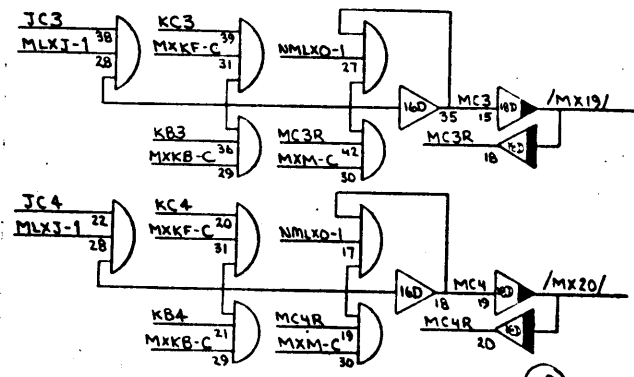 JC3 KC3
38 39
MLXJ-1 MXKF-C NMLXO-1
28 31 27
16D MC3 18D /MX19/
35 15
KB3 MC3R MC3R
36 42 18
MXKB-C MXM-C
29 30
JC4 KC4
22 20
MLXJ-1 MXKF-C NMLXO-1
28 31 17
16D MC4 /MX20/
18 19
KB4 MC4R MC4R
21 19 20
MXKB-C MXM-C
29 30